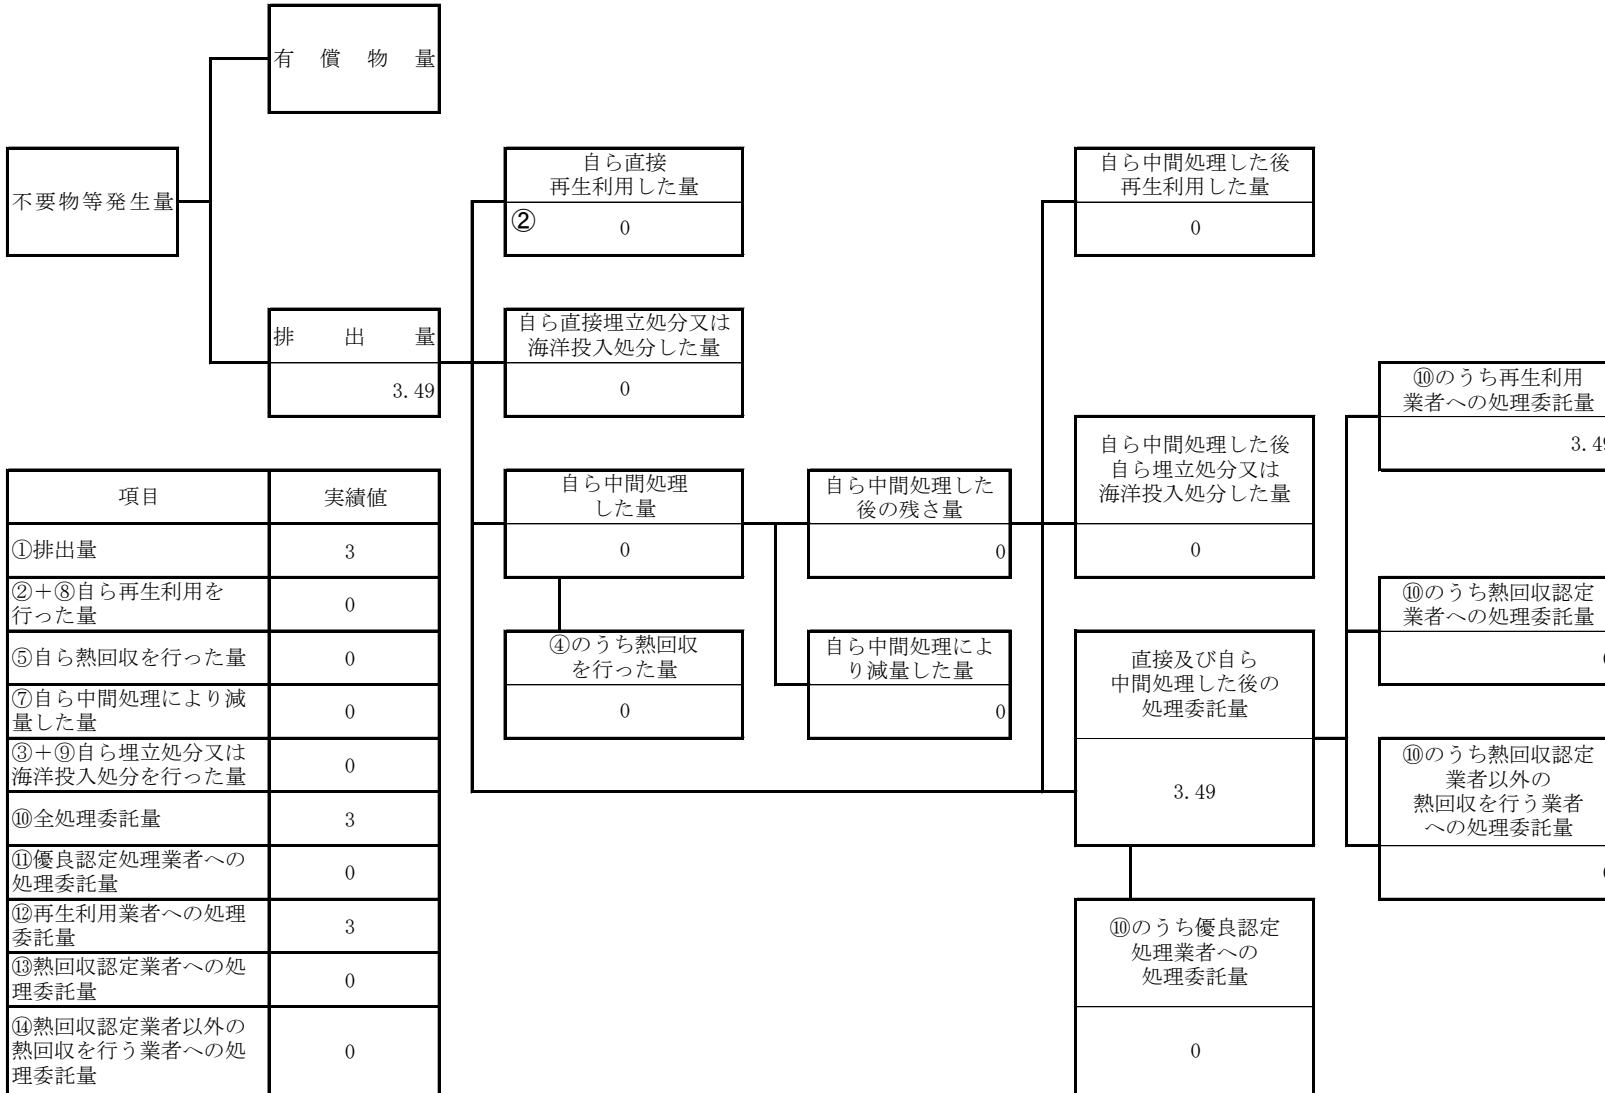 有償物量
不要物等発生量
自ら直接
再生利用した量
②
0
自ら中間処理した後
再生利用した量
0
排出量
3.49
自ら直接埋立処分又は
海洋投入処分した量
0
⑩のうち再生利用
業者への処理委託量
3.49
自ら中間処理した後
自ら埋立処分又は
海洋投入処分した量
0
自ら中間処理
した量
0
自ら中間処理した
後の残さ量
0
④のうち熱回収
を行った量
0
自ら中間処理によ
り減量した量
0
⑩のうち熱回収認定
業者への処理委託量
直接及び自ら
中間処理した後の
処理委託量
3.49
⑩のうち熱回収認定
業者以外の
熱回収を行う業者
への処理委託量
⑩のうち優良認定
処理業者への
処理委託量
0
項目 実績値
①排出量 3
②＋⑧自ら再生利用を
行った量 0
⑤自ら熱回収を行った量 0
⑦自ら中間処理により減
量した量 0
③＋⑨自ら埋立処分又は
海洋投入処分を行った量 0
⑩全処理委託量 3
⑪優良認定処理業者への
処理委託量 0
⑫再生利用業者への処理
委託量 3
⑬熱回収認定業者への処
理委託量 0
⑭熱回収認定業者以外の
熱回収を行う業者への処
理委託量 0